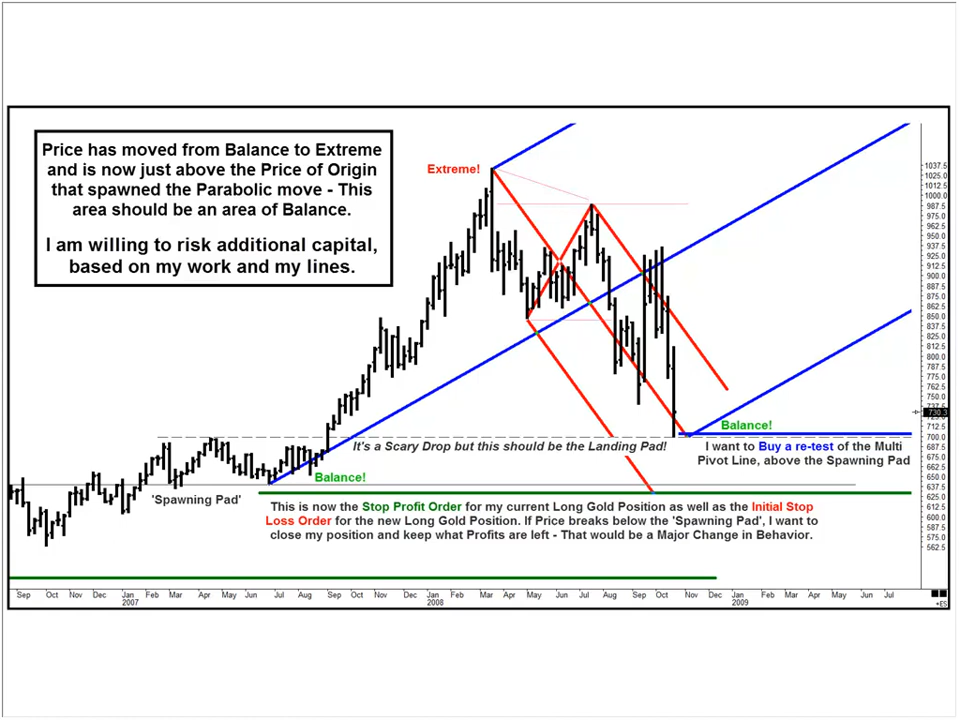 Price has moved from Balance to Extreme
and is now just above the Price of Origin
that spawned the Parabolic move - This
area should be an area of Balance.
I am willing to risk additional capital,
based on my work and my lines.
Extreme!
1037.5
1025.0
1012.5
1000.0
987.5
975.0
962.5
950.0
937.5
925.0
912.5
900.0
887.5
875.0
862.5
850.0
837.5
825.0
812.5
800.0
787.5
775.0
762.5
750.0
737.5
730.3
712.5
700.0
687.5
675.0
662.5
650.0
637.5
625.0
612.5
600.0
587.5
575.0
562.5
Balance!
It's a Scary Drop but this should be the Landing Pad!
I want to Buy a re-test of the Multi
Pivot Line, above the Spawning Pad
Balance!
'Spawning Pad'
This is now the Stop Profit Order for my current Long Gold Position as well as the Initial Stop
Loss Order for the new Long Gold Position. If Price breaks below the 'Spawning Pad', I want to
close my position and keep what Profits are left - That would be a Major Change in Behavior.
Sep Oct Nov Dec Jan Feb Mar Apr May Jun Jul Aug Sep Oct Nov Dec Jan Feb Mar Apr May Jun Jul Aug Sep Oct Nov Dec Jan Feb Mar Apr May Jun Jul
2007 2008 2009
+ES